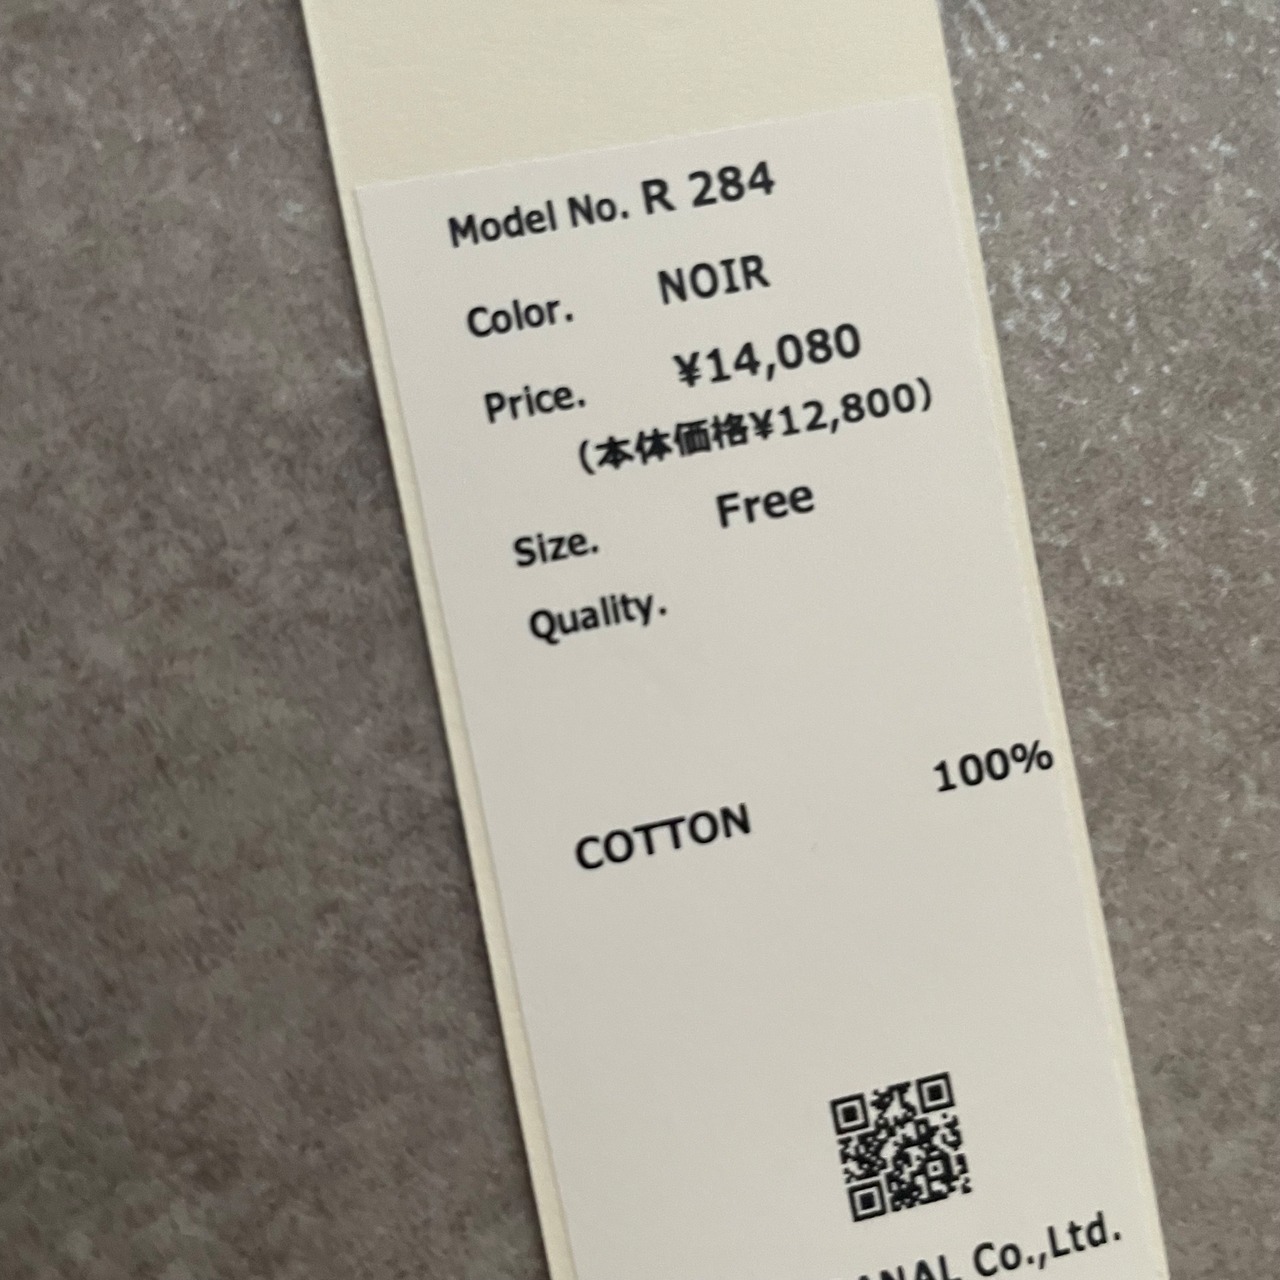 Model No. R 284
Color. NOIR
Price. ¥14,080
(本体価格¥12,800)
Size. Free
Quality.
100%
COTTON
Co.,Ltd.